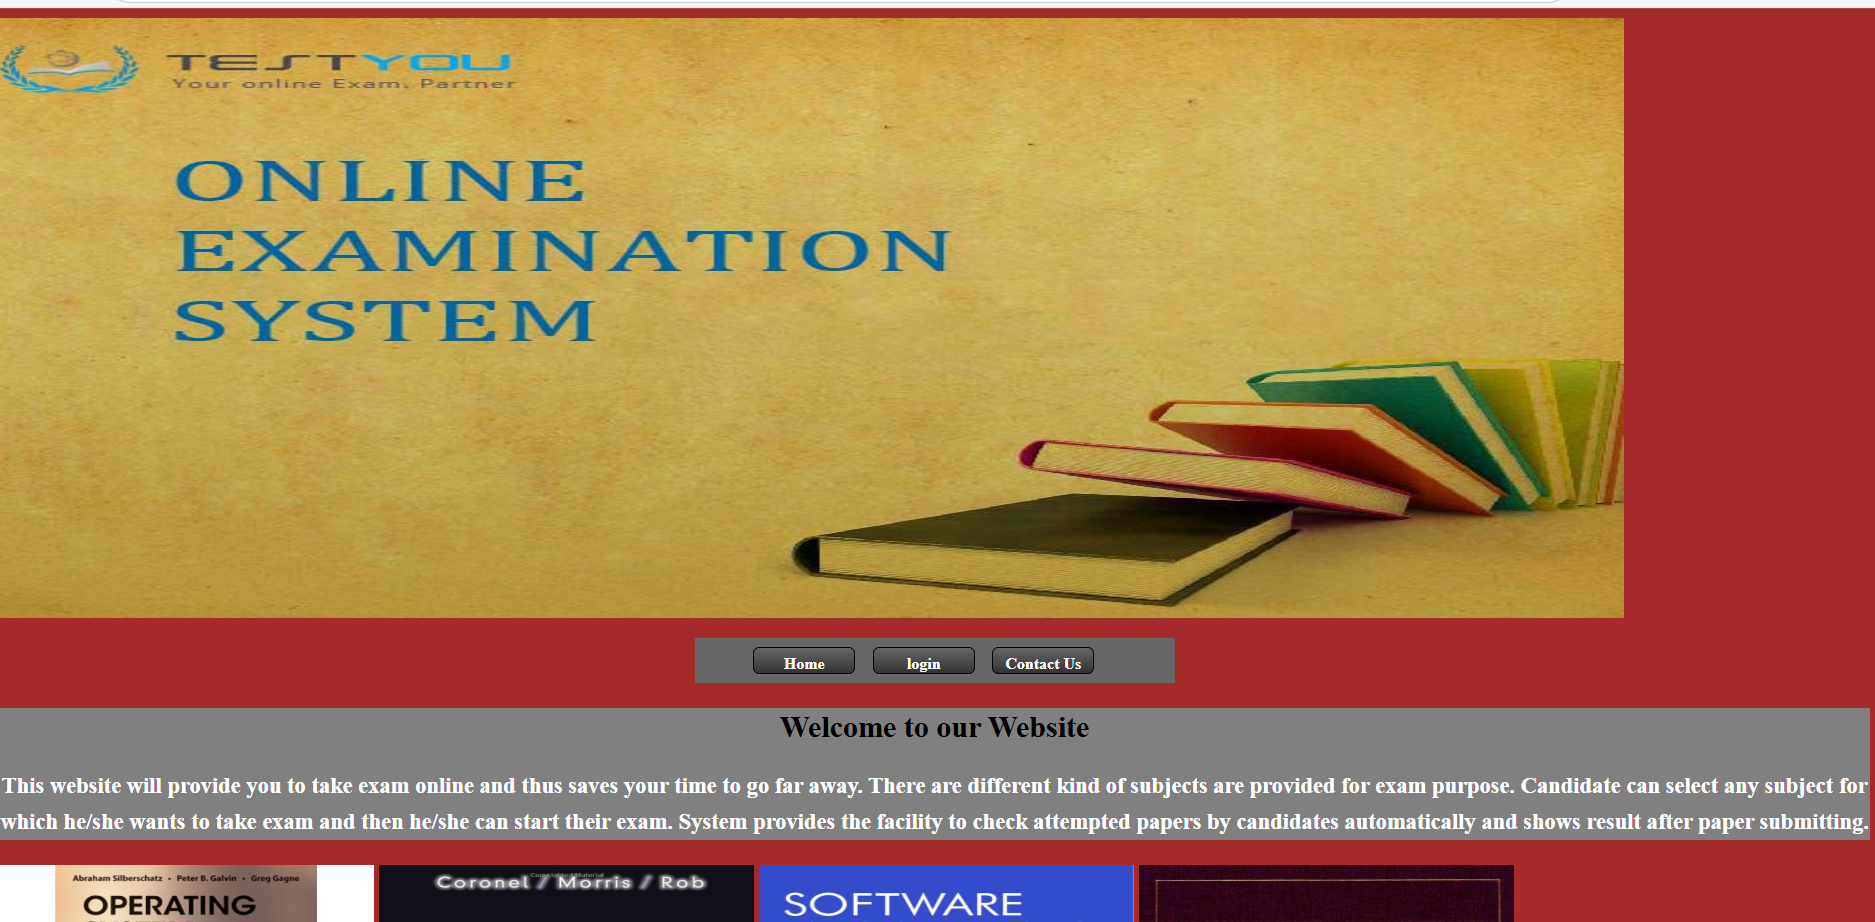 TESTYOU
Your online Exam. Partner
ONLINE
EXAMINATION
SYSTEM
Home
login
Contact Us
Welcome to our Website
This website will provide you to take exam online and thus saves your time to go far away. There are different kind of subjects are provided for exam purpose. Candidate can select any subject for
which he/she wants to take exam and then he/she can start their exam. System provides the facility to check attempted papers by candidates automatically and shows result after paper submitting.
Abraham Silberschatz • Peter B. Galvin • Greg Gagne
OPERATING
Coronel / Morris / Rob
SOFTWARE